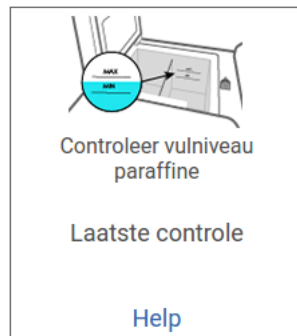 MAX
MIN
Controleer vulniveau
paraffine
Laatste controle
Help